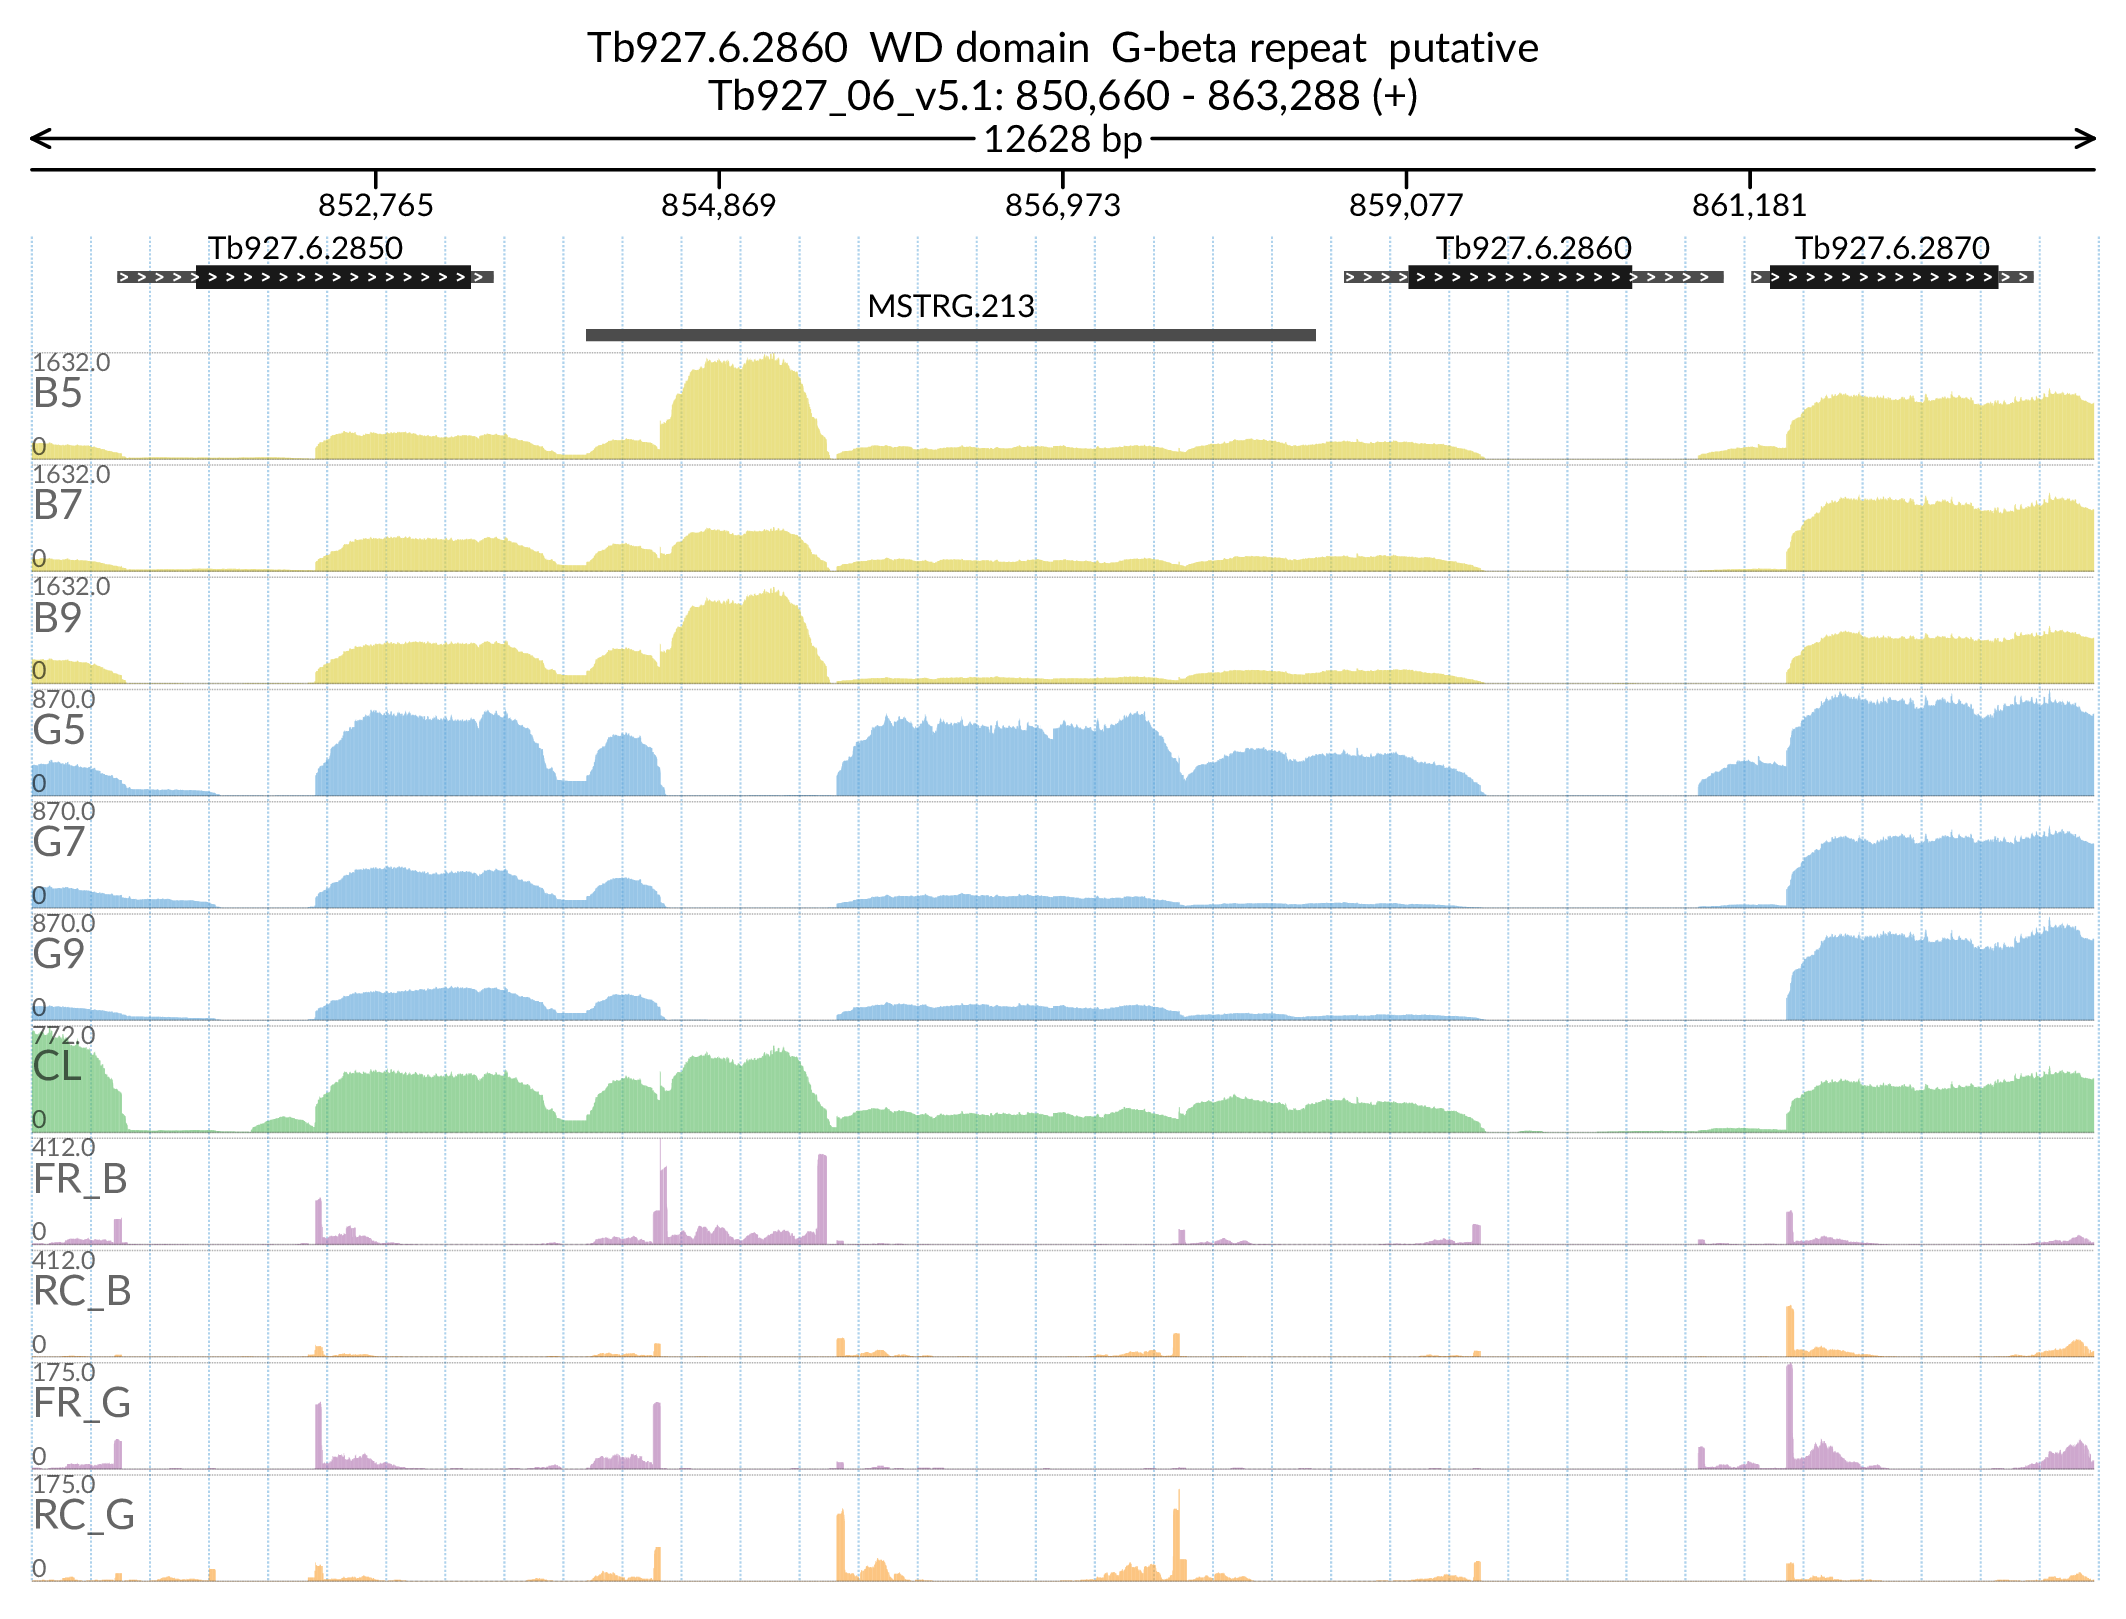 Tb927.6.2860 WD domain G-beta repeat putative
Tb927_06_v5.1: 850,660 - 863,288 (+)
12628 bp
852,765 854,869 856,973 859,077 861,181
Tb927.6.2850 Tb927.6.2860 Tb927.6.2870
MSTRG.213
1632.0
B5
0
1632.0
B7
0
1632.0
B9
0
870.0
G5
0
870.0
G7
0
870.0
G9
0
772.0
CL
0
412.0
FR_B
0
412.0
RC_B
0
175.0
FR_G
0
175.0
RC_G
0